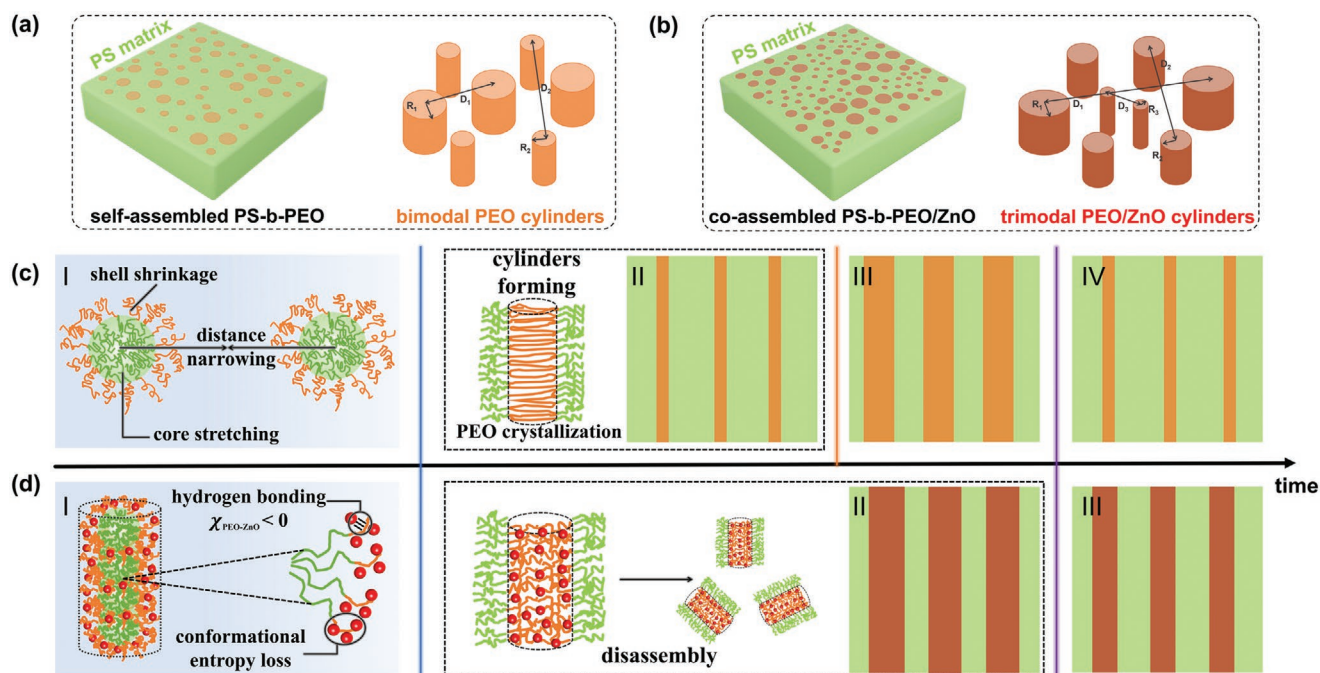 (a)
PS matrix
R1
D1
D2
R2
self-assembled PS-b-PEO
bimodal PEO cylinders
(b)
PS matrix
R1
D1
D2
D3
R3
R2
co-assembled PS-b-PEO/ZnO
trimodal PEO/ZnO cylinders
(c)
I
shell shrinkage
distance
narrowing
core stretching
cylinders
forming
PEO crystallization
II
III
IV
time
(d)
I
hydrogen bonding
χPEO-ZnO < 0
conformational
entropy loss
disassembly
II
III